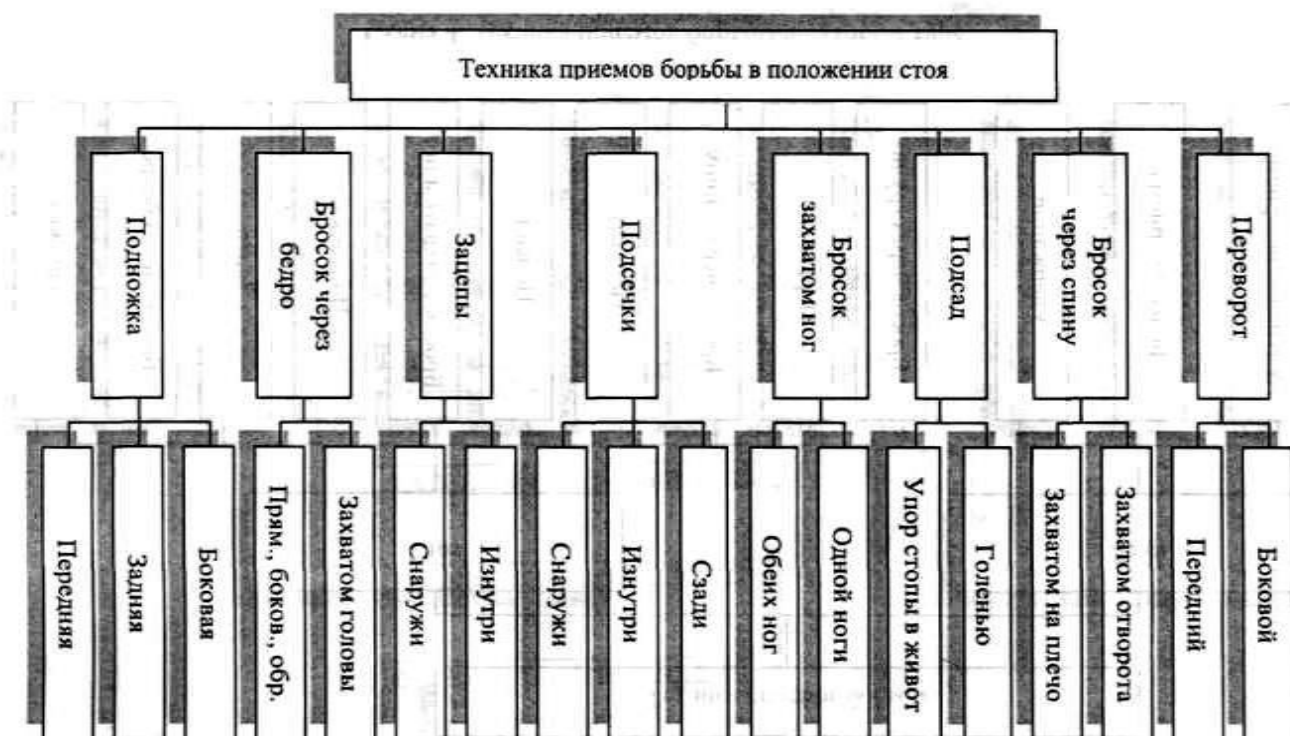 Техника приемов борьбы в положении стоя
Подножка
Бросок через
бедро
Зацепы
Подсечки
Бросок
захватом ног
Подсад
Бросок
через спину
Переворот
Передняя
Задняя
Боковая
Прям., боков., обр.
Захватом головы
Снаружи
Изнутри
Снаружи
Изнутри
Сзади
Обеих ног
Одной ноги
Упор стопы в живот
Голенью
Захватом на плечо
Захватом отворота
Передний
Боковой